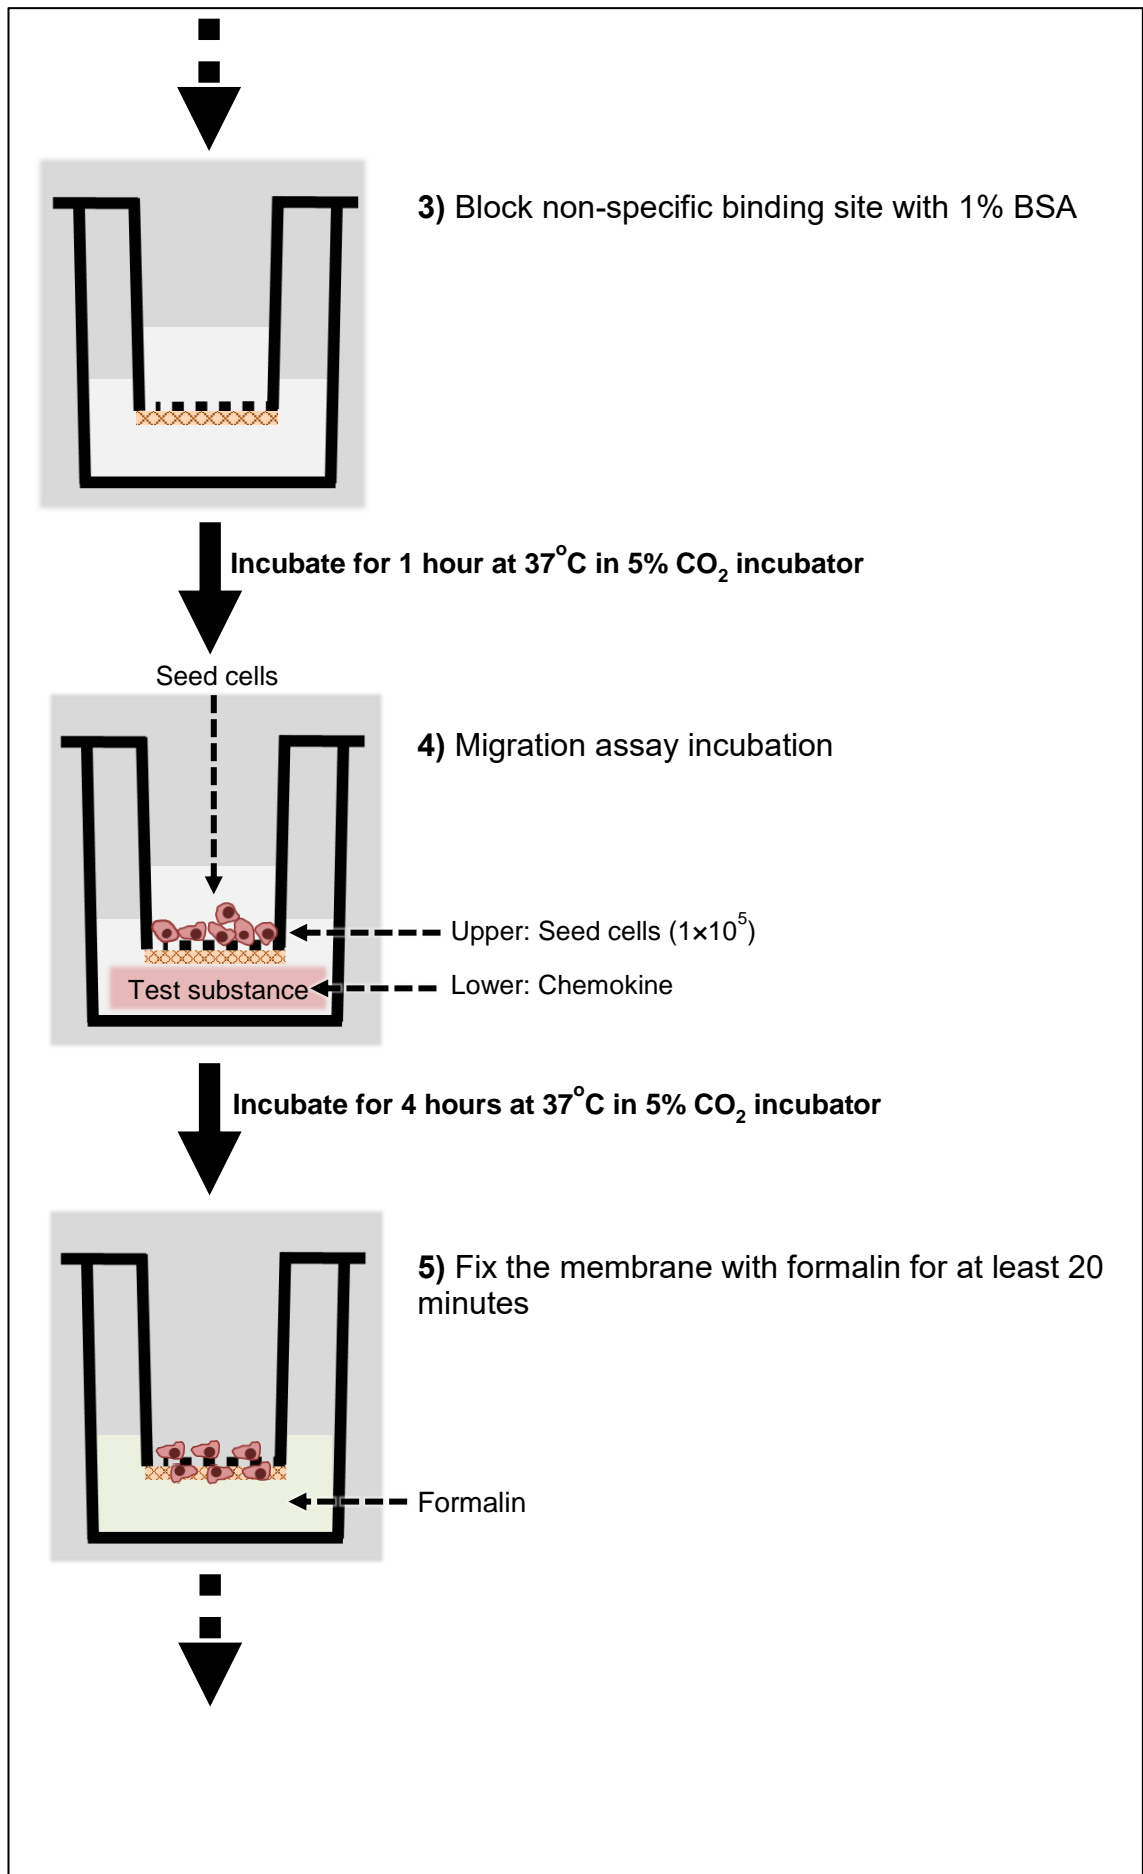 3) Block non-specific binding site with 1% BSA
Incubate for 1 hour at 37°C in 5% CO₂ incubator
Seed cells
4) Migration assay incubation
Upper: Seed cells (1×10⁵)
Test substance
Lower: Chemokine
Incubate for 4 hours at 37°C in 5% CO₂ incubator
5) Fix the membrane with formalin for at least 20
minutes
Formalin